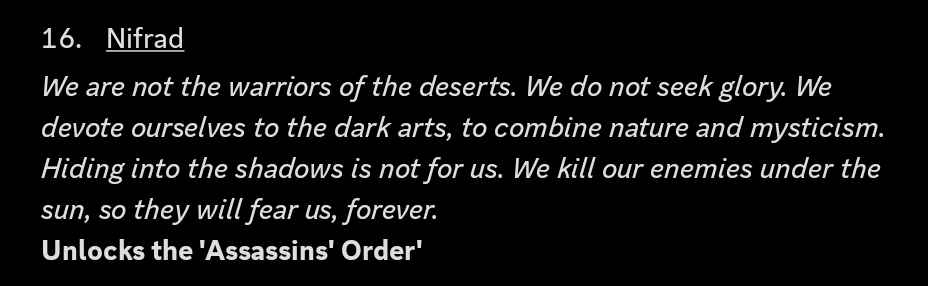 16. Nifrad
We are not the warriors of the deserts. We do not seek glory. We
devote ourselves to the dark arts, to combine nature and mysticism.
Hiding into the shadows is not for us. We kill our enemies under the
sun, so they will fear us, forever.
Unlocks the 'Assassins' Order'